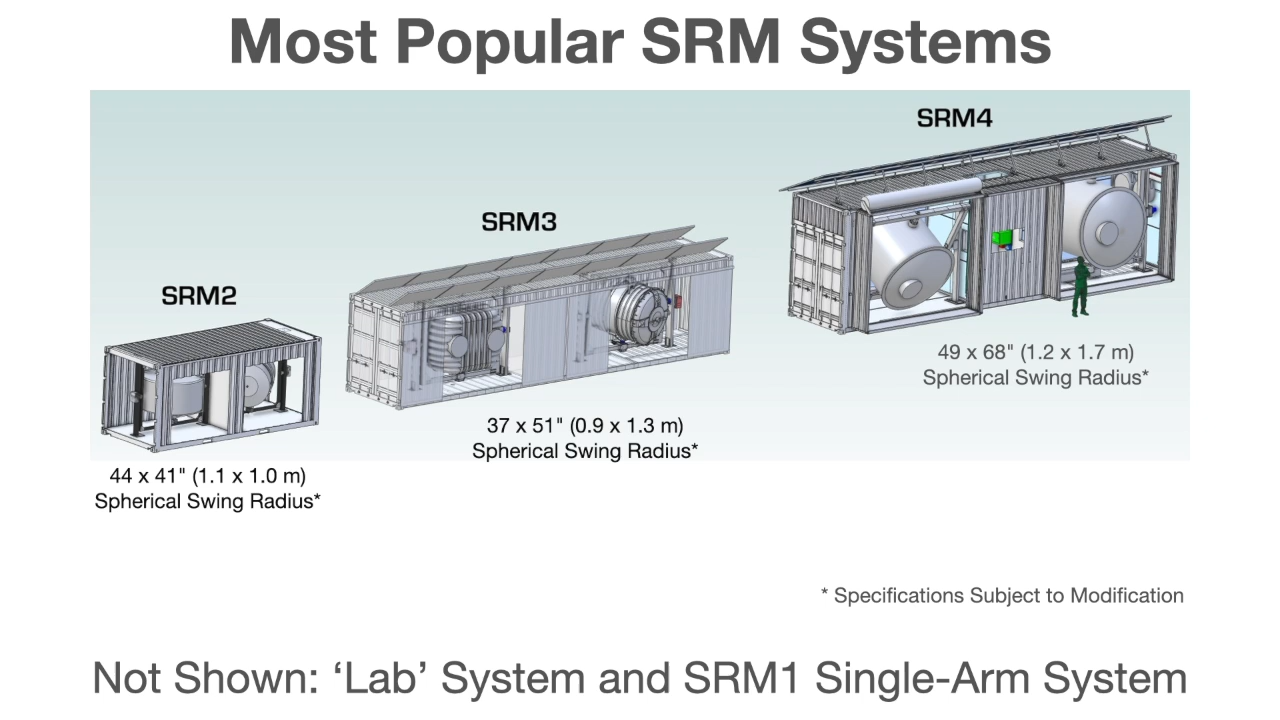 Most Popular SRM Systems
SRM4
SRM3
SRM2
49 x 68" (1.2 x 1.7 m)
Spherical Swing Radius*
37 x 51" (0.9 x 1.3 m)
Spherical Swing Radius*
44 x 41" (1.1 x 1.0 m)
Spherical Swing Radius*
* Specifications Subject to Modification
Not Shown: ‘Lab’ System and SRM1 Single-Arm System